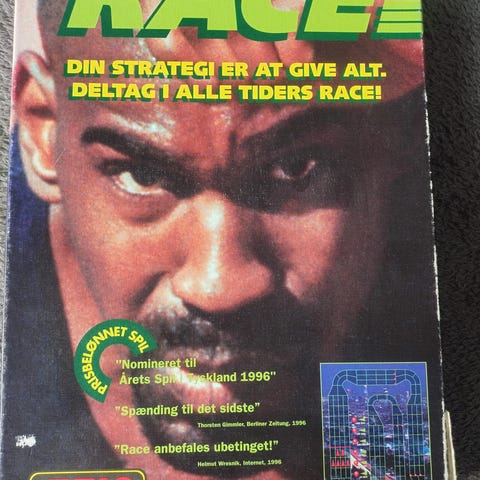 RACE!
DIN STRATEGI ER AT GIVE ALT.
DELTAG I ALLE TIDERS RACE!
PRISBELØNNET SPIL
"Nomineret til
Årets Spil i Tyskland 1996"
"Spænding til det sidste"
Thorsten Gimmler, Berliner Zeitung, 1996
"Race anbefales ubetinget!"
Helmut Wresnik, Internet, 1996